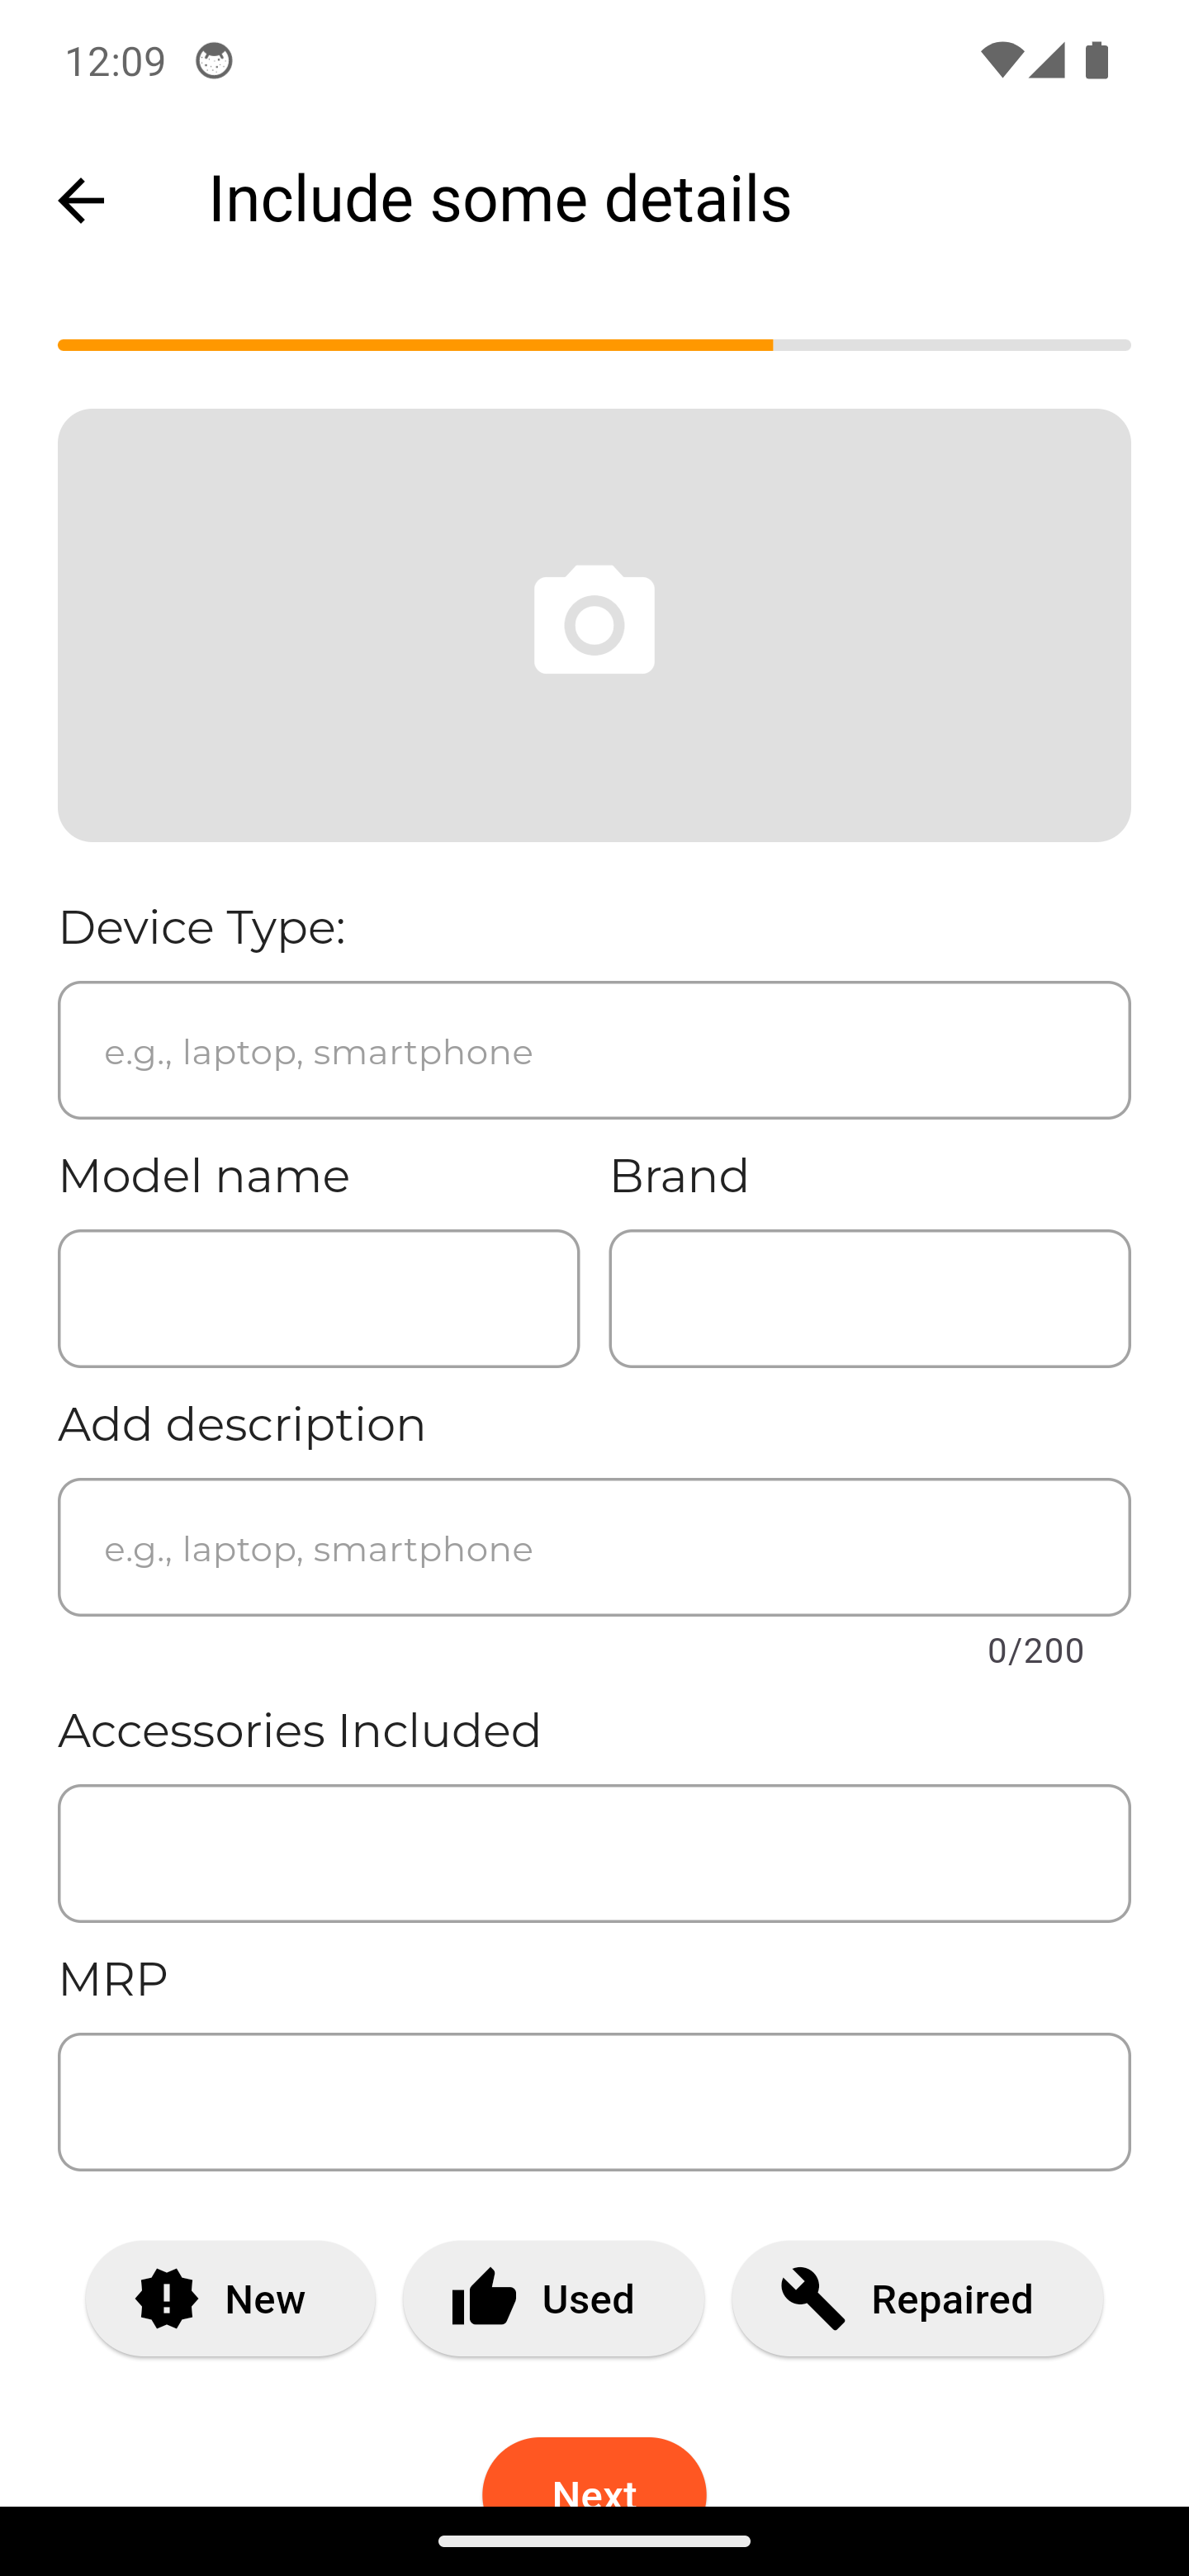 12:09
Include some details
Device Type:
e.g., laptop, smartphone
Model name Brand
Add description
e.g., laptop, smartphone
0/200
Accessories Included
MRP
New Used Repaired
Next